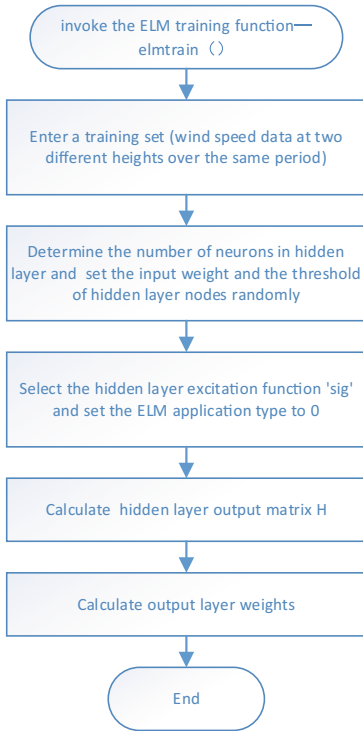 invoke the ELM training function—
elmtrain（）
Enter a training set (wind speed data at two
different heights over the same period)
Determine the number of neurons in hidden
layer and set the input weight and the threshold
of hidden layer nodes randomly
Select the hidden layer excitation function 'sig'
and set the ELM application type to 0
Calculate hidden layer output matrix H
Calculate output layer weights
End